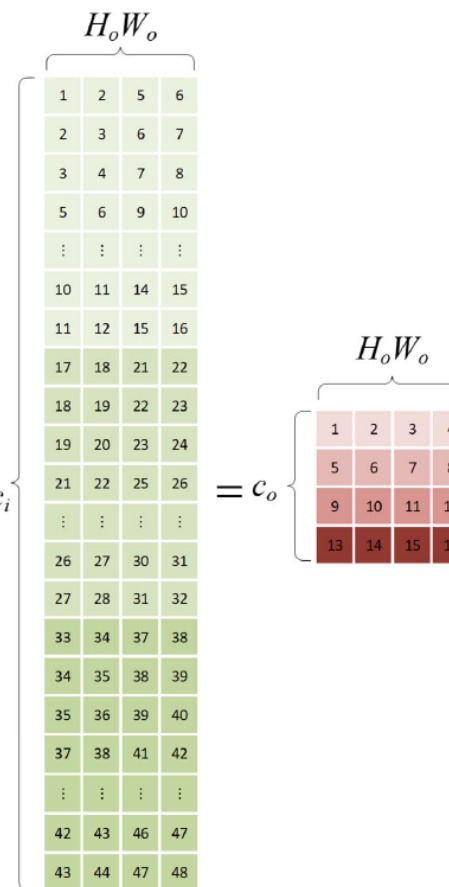 H_oW_o
1 2 5 6
2 3 6 7
3 4 7 8
5 6 9 10
⋮ ⋮ ⋮ ⋮
10 11 14 15
11 12 15 16
17 18 21 22
18 19 22 23
19 20 23 24
21 22 25 26
⋮ ⋮ ⋮ ⋮
26 27 30 31
27 28 31 32
33 34 37 38
34 35 38 39
35 36 39 40
37 38 41 42
⋮ ⋮ ⋮ ⋮
42 43 46 47
43 44 47 48
= c_o
H_oW_o
1 2 3
5 6 7
9 10 11
13 14 15